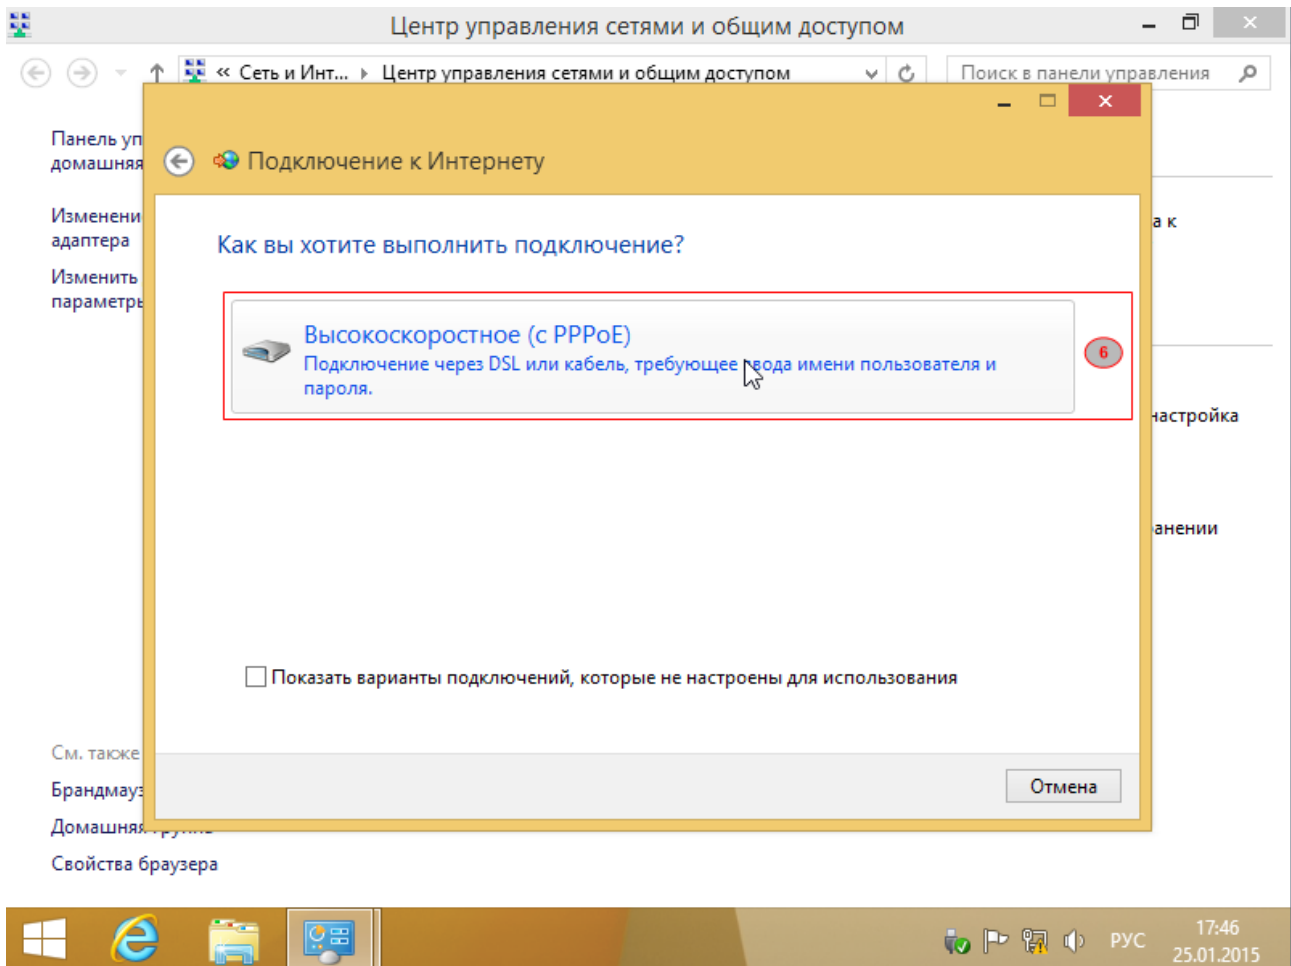 Центр управления сетями и общим доступом
« Сеть и Инт... Центр управления сетями и общим доступом
Поиск в панели управления
Панель уп
домашняя
Подключение к Интернету
Изменени
адаптера
а к
Как вы хотите выполнить подключение?
Изменить
параметры
Высокоскоростное (с PPPoE)
Подключение через DSL или кабель, требующее ввода имени пользователя и
пароля.
6
настройка
анении
Показать варианты подключений, которые не настроены для использования
См. также
Отмена
Брандмауэ
Домашняя группа
Свойства браузера
РУС
17:46
25.01.2015